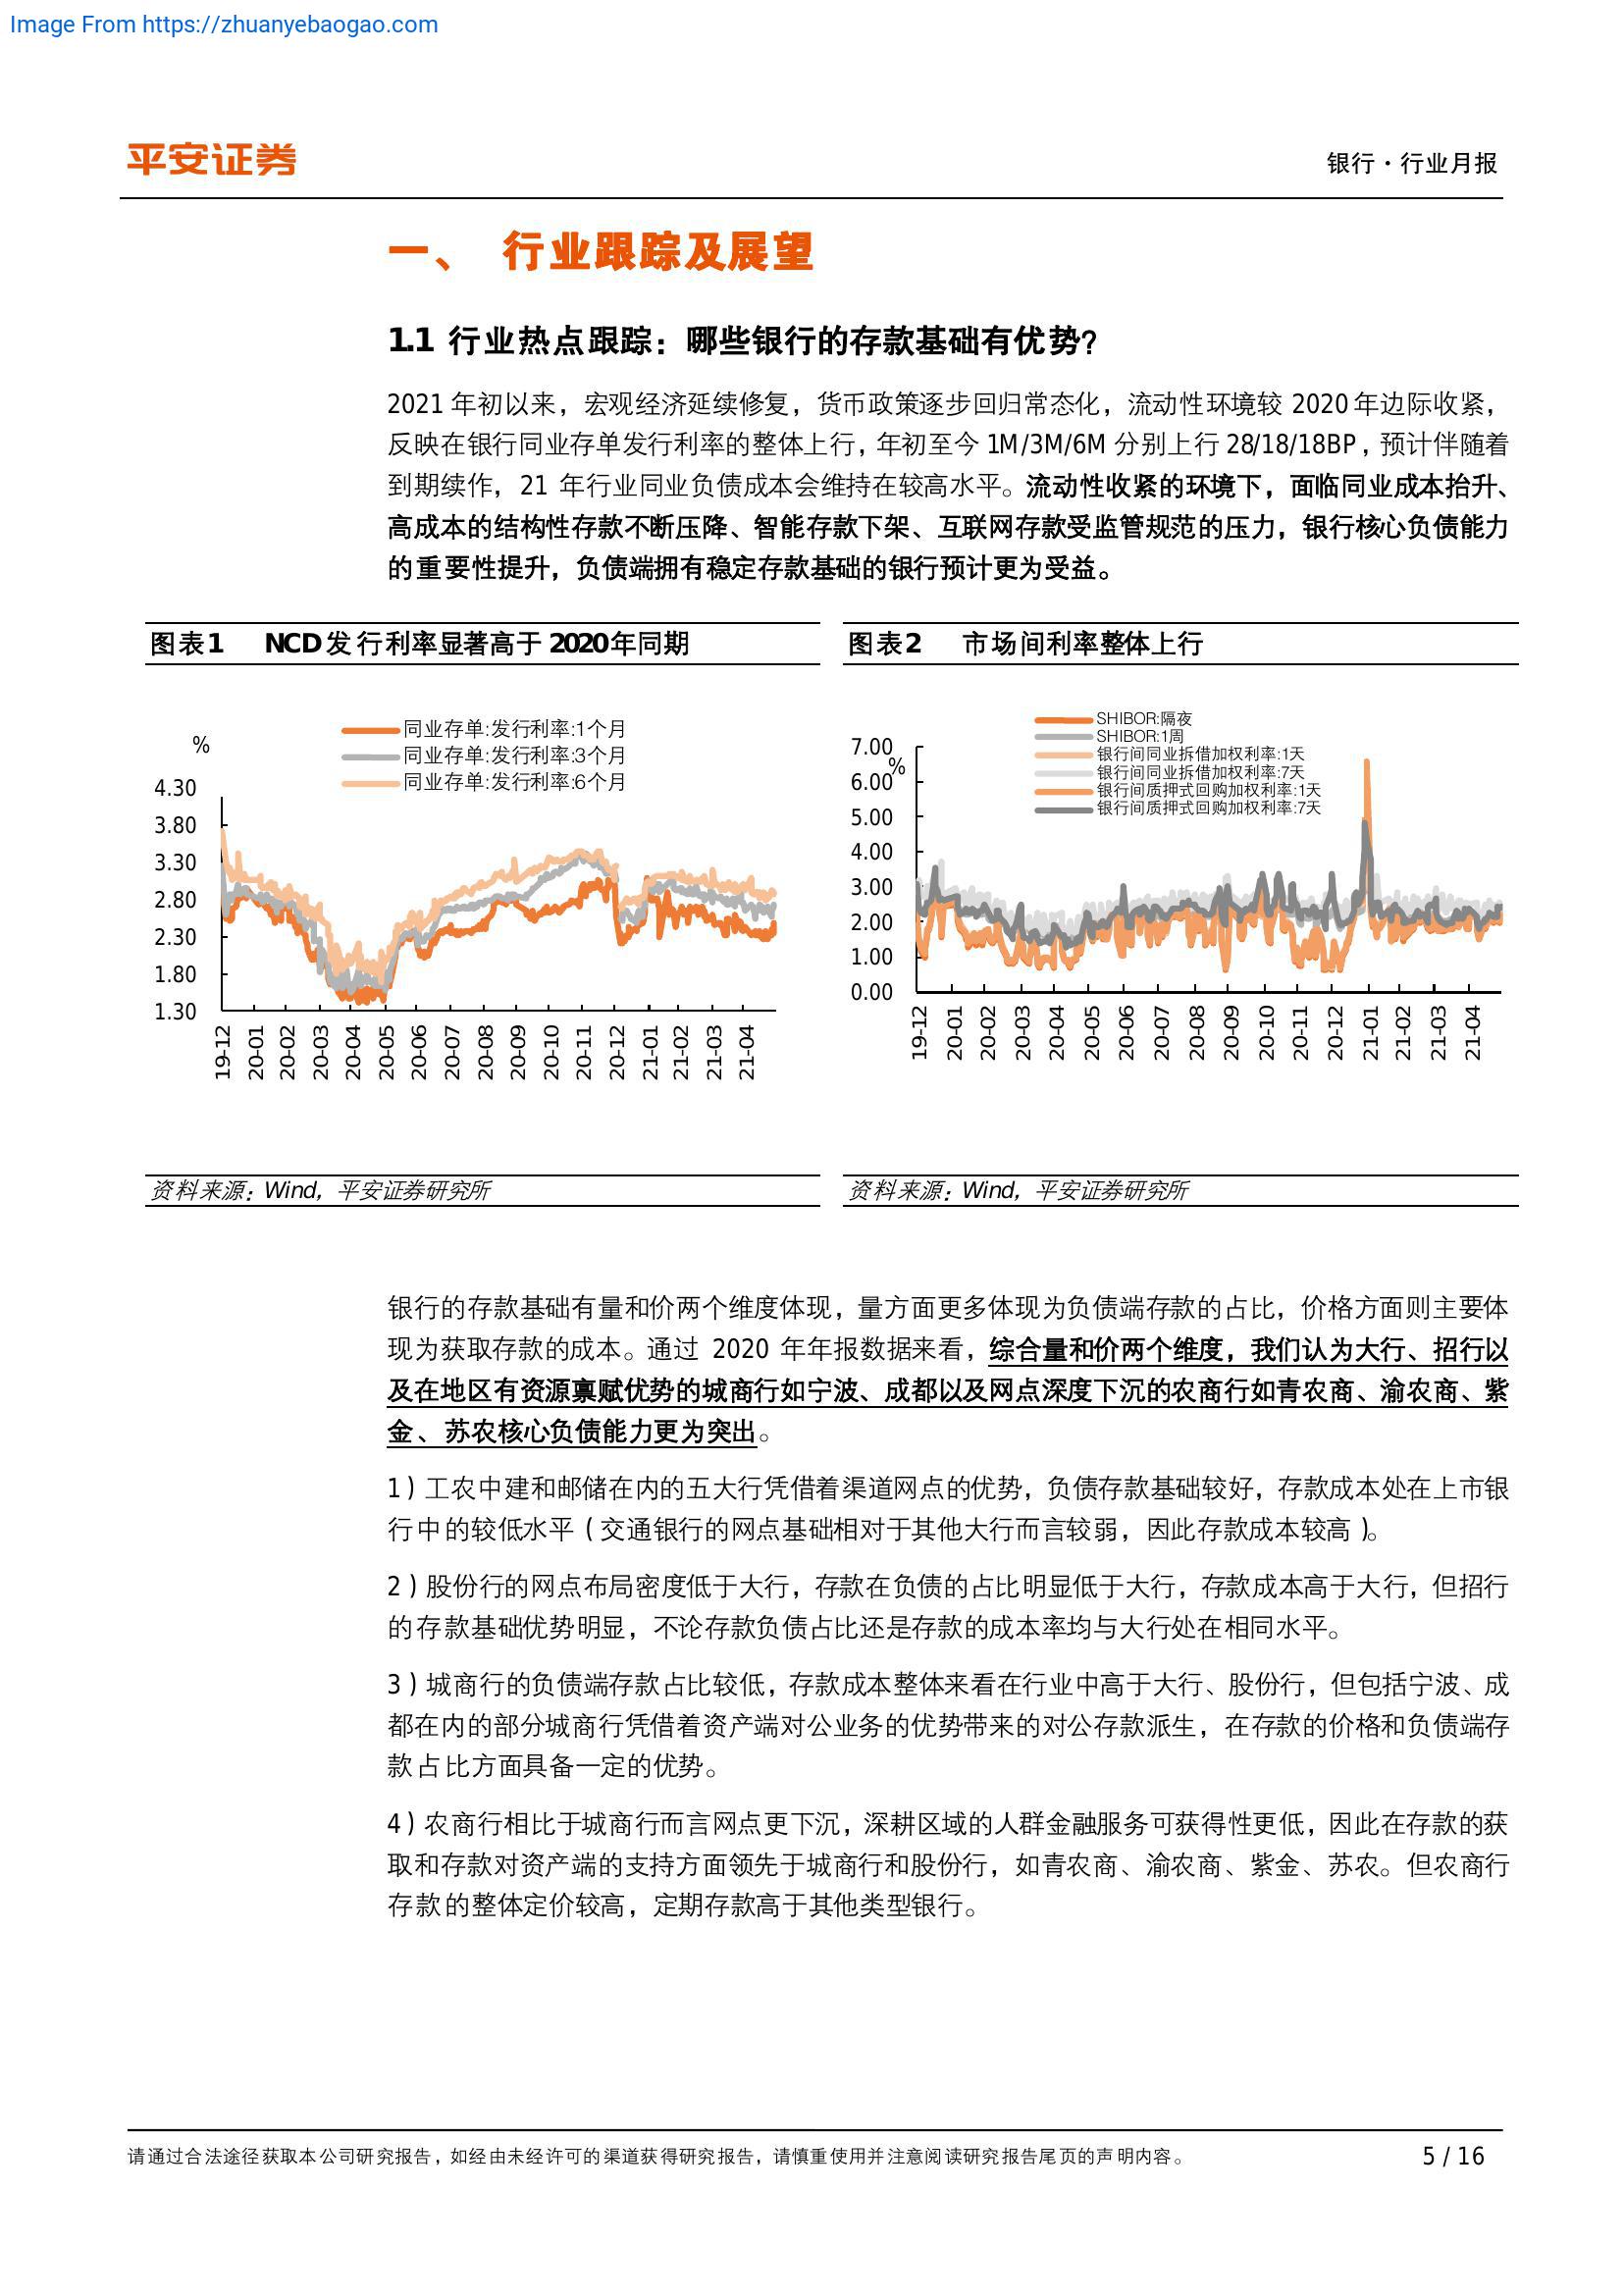 Image From https://zhuanyebaogao.com
平安证券
银行·行业月报
一、 行业跟踪及展望
1.1 行业热点跟踪：哪些银行的存款基础有优势？
2021 年初以来，宏观经济延续修复，货币政策逐步回归常态化，流动性环境较 2020 年边际收紧，
反映在银行同业存单发行利率的整体上行，年初至今 1M/3M/6M 分别上行 28/18/18BP，预计伴随着
到期续作，21 年行业同业负债成本会维持在较高水平。流动性收紧的环境下，面临同业成本抬升、
高成本的结构性存款不断压降、智能存款下架、互联网存款受监管规范的压力，银行核心负债能力
的重要性提升，负债端拥有稳定存款基础的银行预计更为受益。
图表1 NCD 发行利率显著高于 2020 年同期
%
同业存单:发行利率:1个月
同业存单:发行利率:3个月
同业存单:发行利率:6个月
4.30
3.80
3.30
2.80
2.30
1.80
1.30
19-12 20-01 20-02 20-03 20-04 20-05 20-06 20-07 20-08 20-09 20-10 20-11 20-12 21-01 21-02 21-03 21-04
资料来源：Wind，平安证券研究所
图表2 市场间利率整体上行
SHIBOR:隔夜
SHIBOR:1周
银行间同业拆借加权利率:1天
银行间同业拆借加权利率:7天
银行间质押式回购加权利率:1天
银行间质押式回购加权利率:7天
%
7.00
6.00
5.00
4.00
3.00
2.00
1.00
0.00
19-12 20-01 20-02 20-03 20-04 20-05 20-06 20-07 20-08 20-09 20-10 20-11 20-12 21-01 21-02 21-03 21-04
资料来源：Wind，平安证券研究所
银行的存款基础有量和价两个维度体现，量方面更多体现为负债端存款的占比，价格方面则主要体
现为获取存款的成本。通过 2020 年年报数据来看，综合量和价两个维度，我们认为大行、招行以
及在地区有资源禀赋优势的城商行如宁波、成都以及网点深度下沉的农商行如青农商、渝农商、紫
金、苏农核心负债能力更为突出。
1）工农中建和邮储在内的五大行凭借着渠道网点的优势，负债存款基础较好，存款成本处在上市银
行中的较低水平（交通银行的网点基础相对于其他大行而言较弱，因此存款成本较高）。
2）股份行的网点布局密度低于大行，存款在负债的占比明显低于大行，存款成本高于大行，但招行
的存款基础优势明显，不论存款负债占比还是存款的成本率均与大行处在相同水平。
3）城商行的负债端存款占比较低，存款成本整体来看在行业中高于大行、股份行，但包括宁波、成
都在内的部分城商行凭借着资产端对公业务的优势带来的对公存款派生，在存款的价格和负债端存
款占比方面具备一定的优势。
4）农商行相比于城商行而言网点更下沉，深耕区域的人群金融服务可获得性更低，因此在存款的获
取和存款对资产端的支持方面领先于城商行和股份行，如青农商、渝农商、紫金、苏农。但农商行
存款的整体定价较高，定期存款高于其他类型银行。
请通过合法途径获取本公司研究报告，如经由未经许可的渠道获得研究报告，请慎重使用并注意阅读研究报告尾页的声明内容。
5 / 16